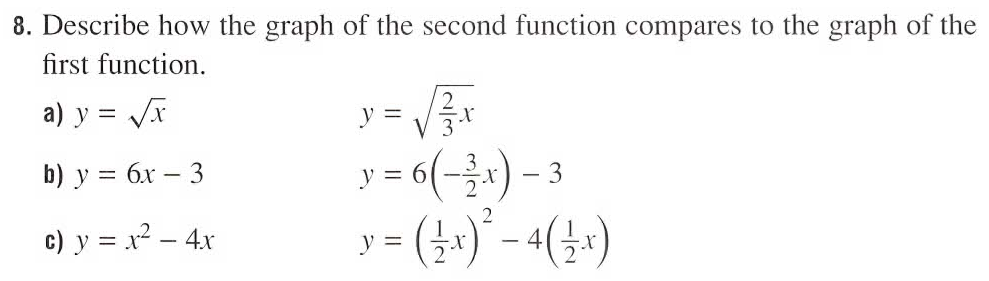 8. Describe how the graph of the second function compares to the graph of the
first function.
a) y = √x    y = √(2/3 x)
b) y = 6x − 3    y = 6(−3/2 x) − 3
c) y = x² − 4x    y = (1/2 x)² − 4(1/2 x)